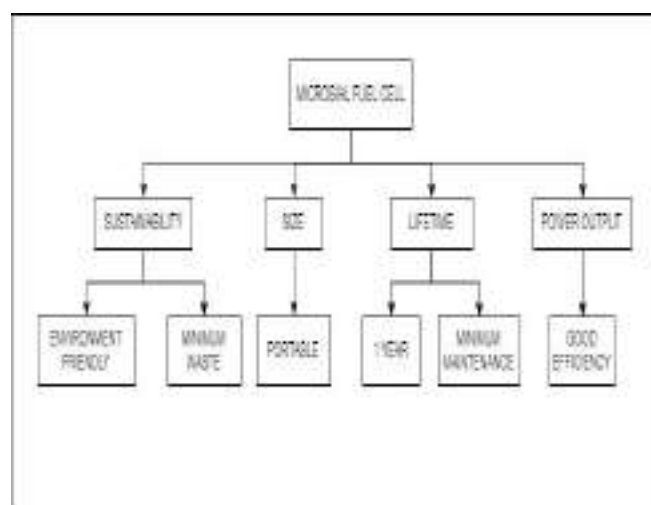 MICROBIAL FUEL CELL
SUSTAINABILITY
SIZE
LIFETIME
POWER OUTPUT
ENVIRONMENT
FRIENDLY
MINIMUM
WASTE
PORTABLE
1 YEAR
MINIMUM
MAINTENANCE
GOOD
EFFICIENCY